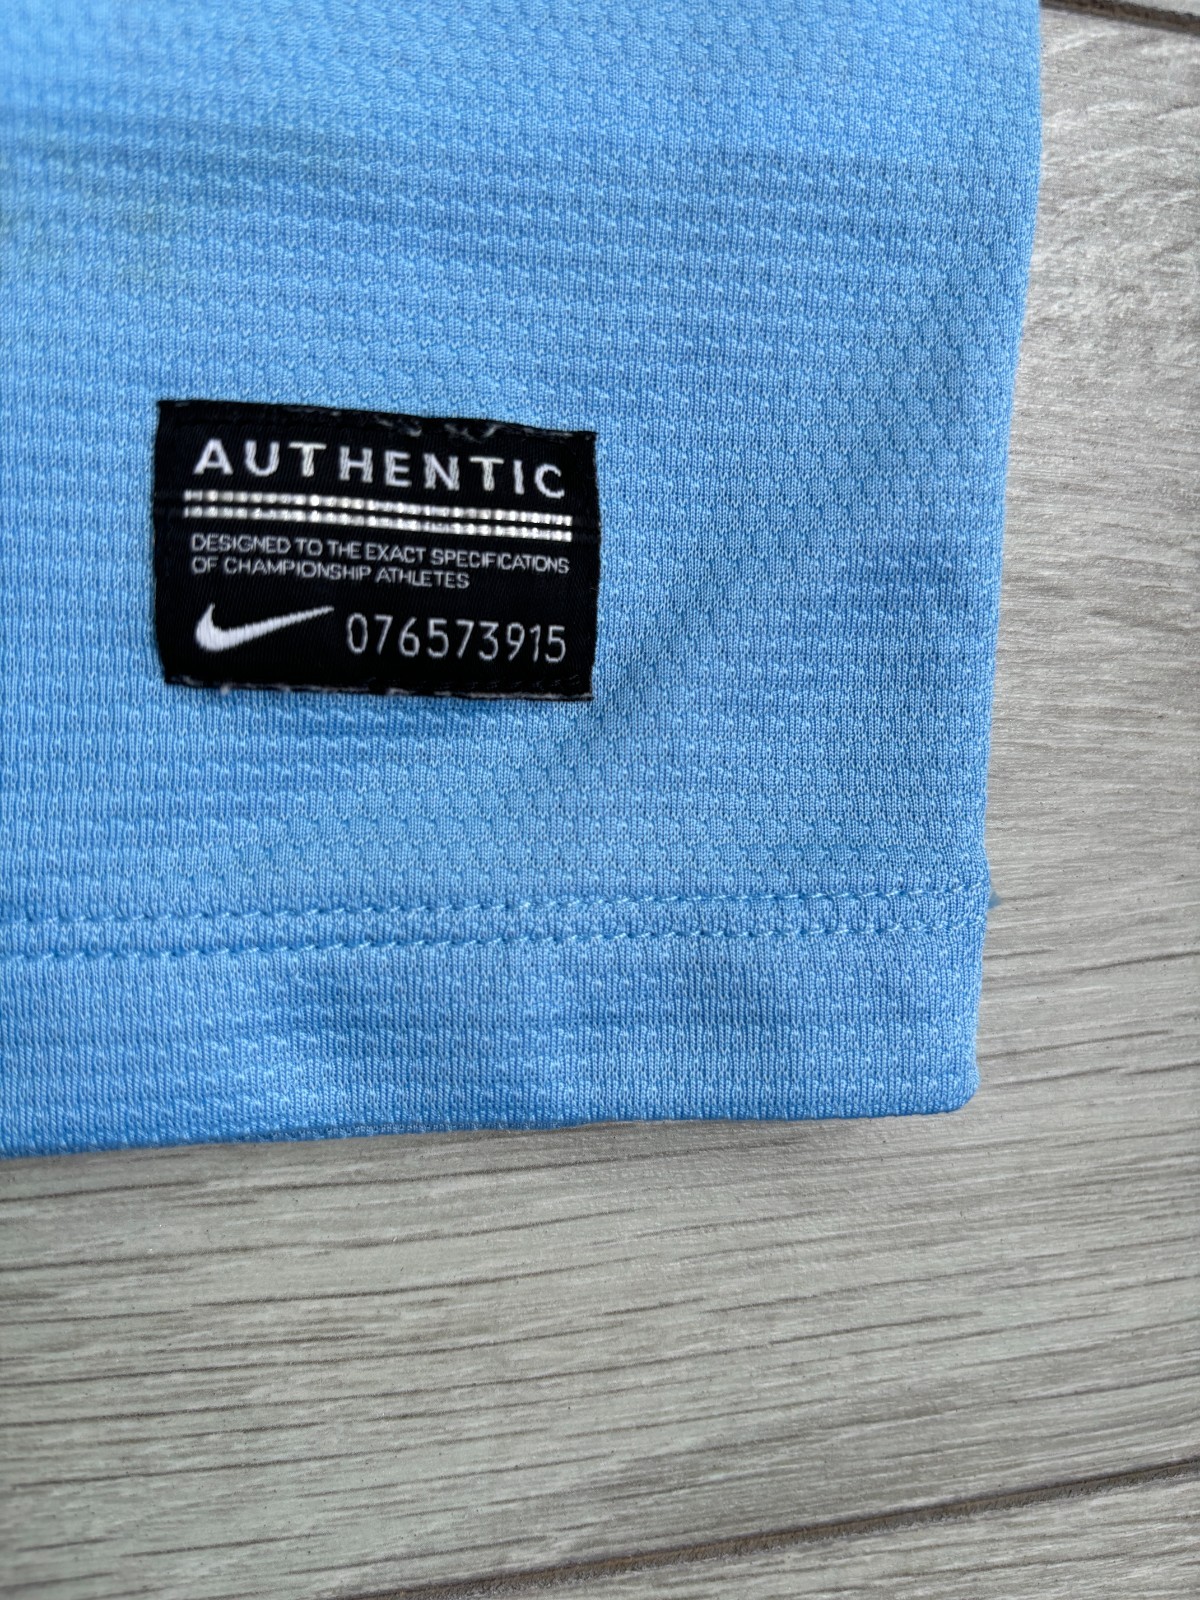 AUTHENTIC
DESIGNED TO THE EXACT SPECIFICATIONS
OF CHAMPIONSHIP ATHLETES
076573915